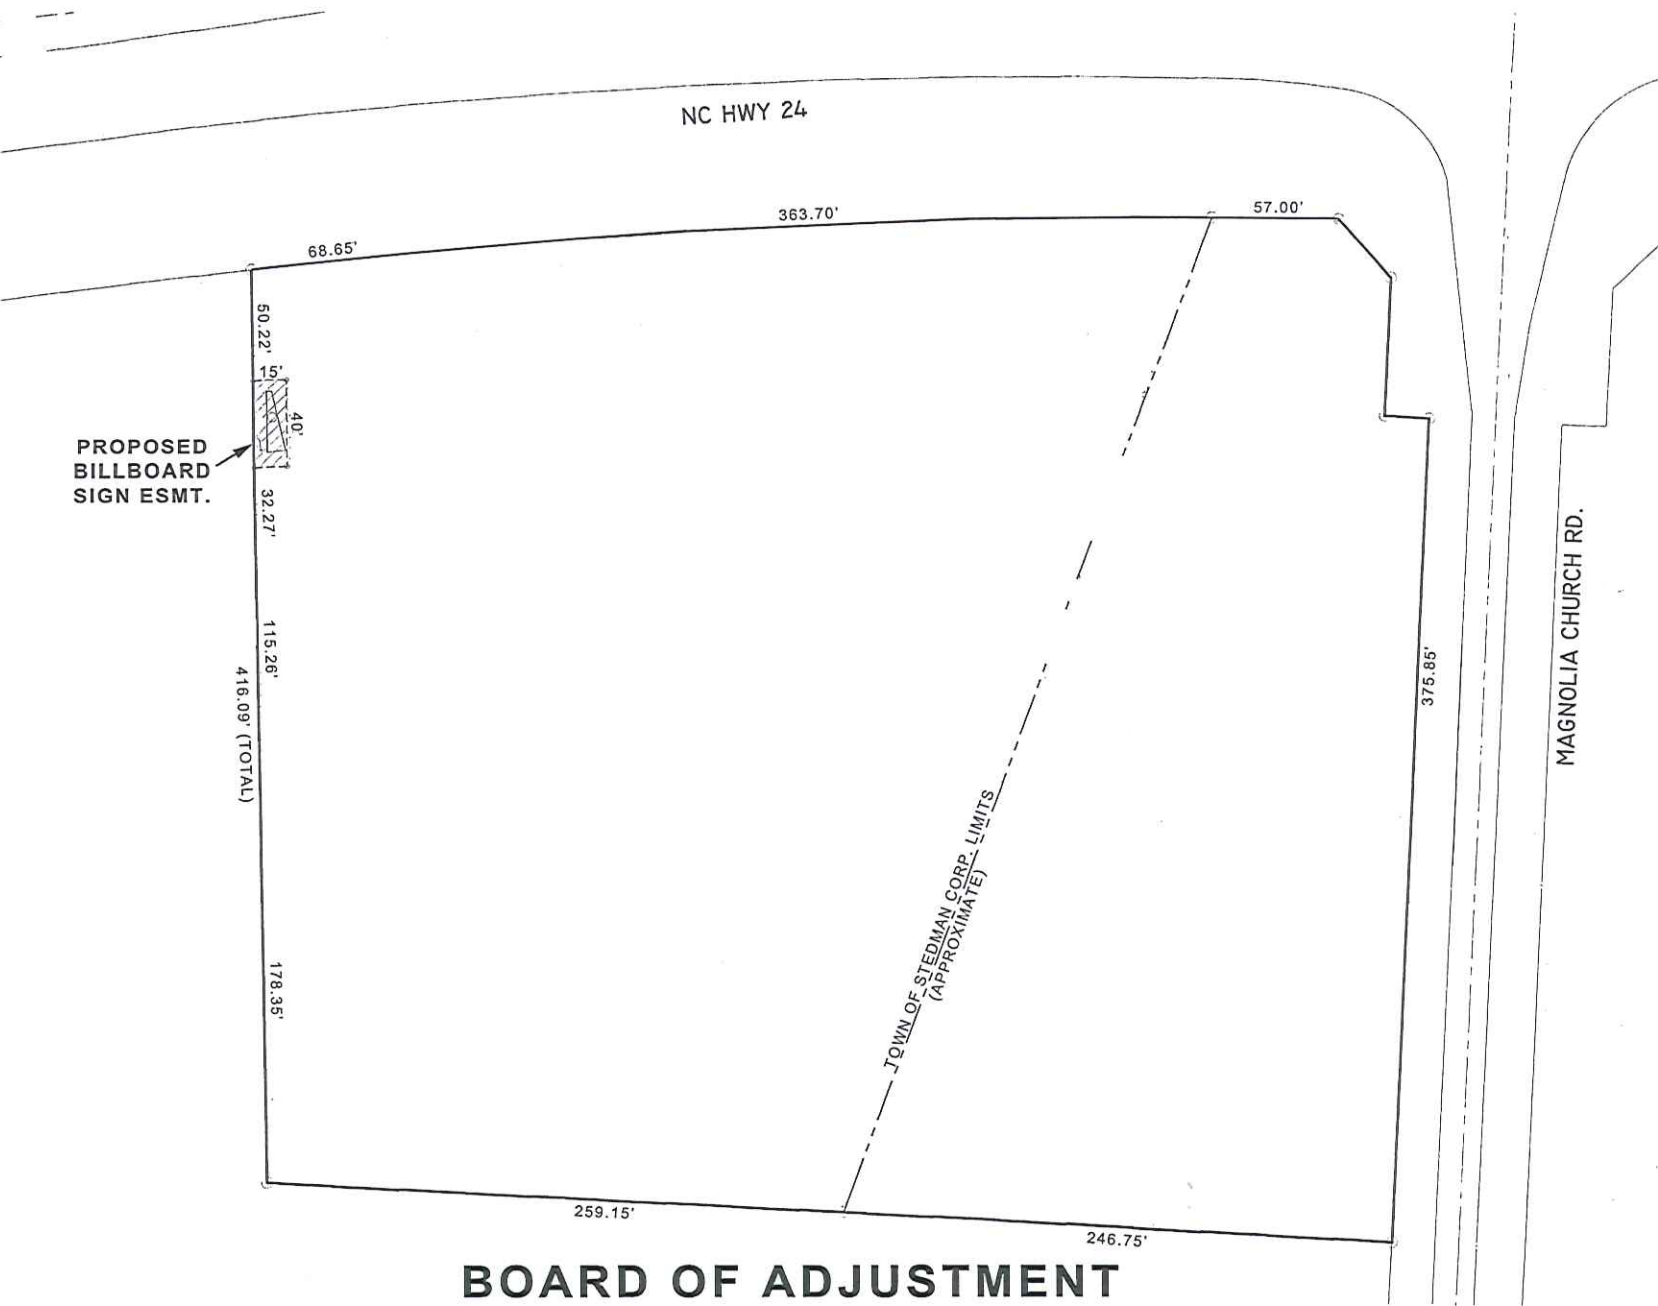 NC HWY 24
363.70'
57.00'
68.65'
50.22'
15'
40'
PROPOSED
BILLBOARD
SIGN ESMT.
32.27'
115.26'
416.09' (TOTAL)
375.85'
MAGNOLIA CHURCH RD.
TOWN OF STEDMAN CORP. LIMITS
(APPROXIMATE)
178.35'
259.15'
246.75'
BOARD OF ADJUSTMENT